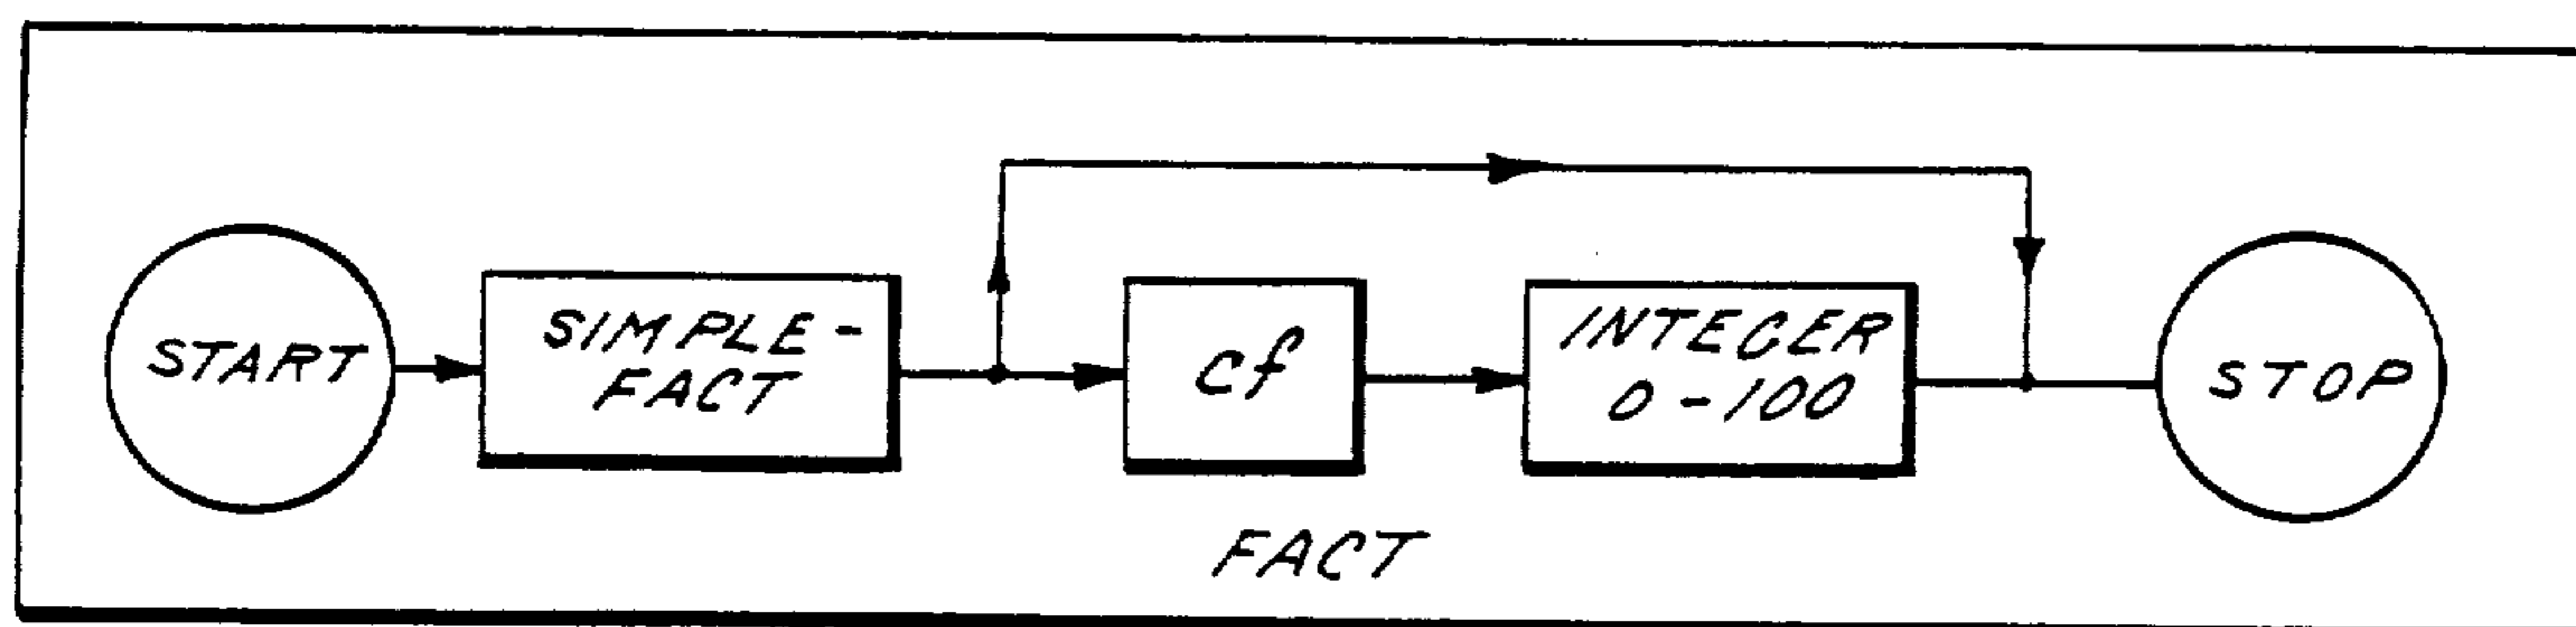 START
SIMPLE-
FACT
cf
INTEGER
0-100
STOP
FACT